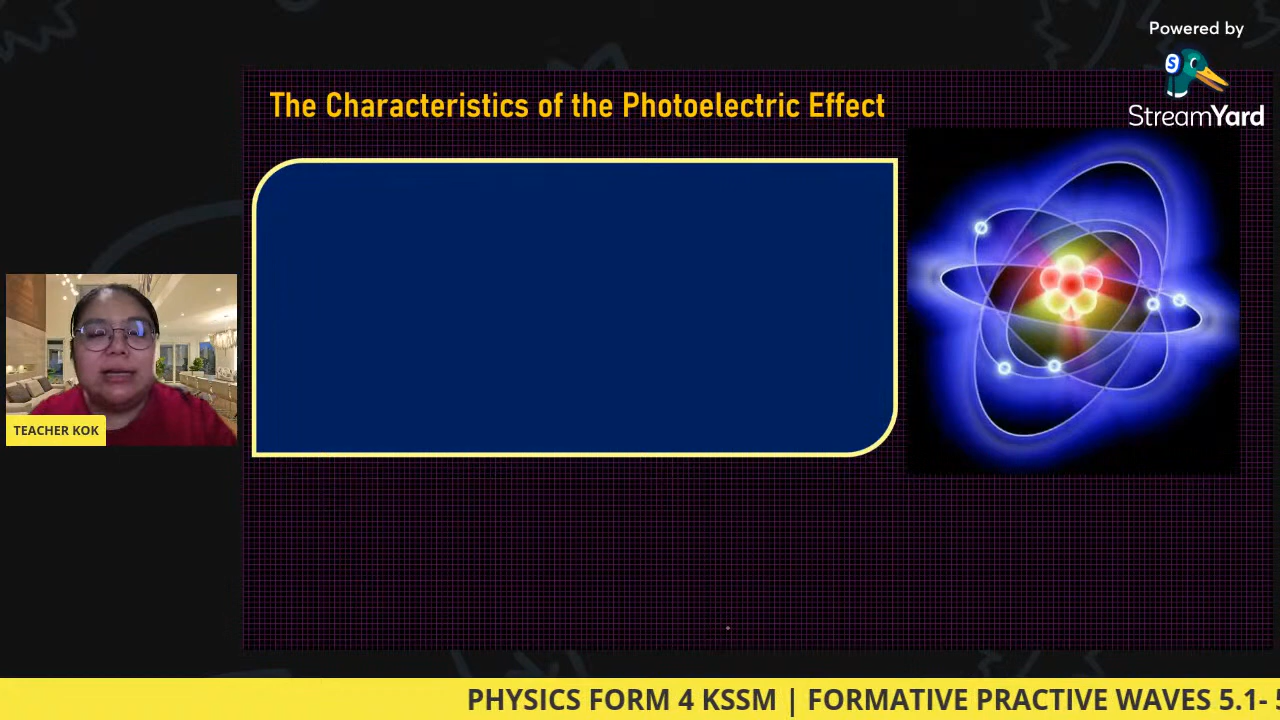 Powered by
S
StreamYard
The Characteristics of the Photoelectric Effect
TEACHER KOK
PHYSICS FORM 4 KSSM | FORMATIVE PRACTIVE WAVES 5.1-